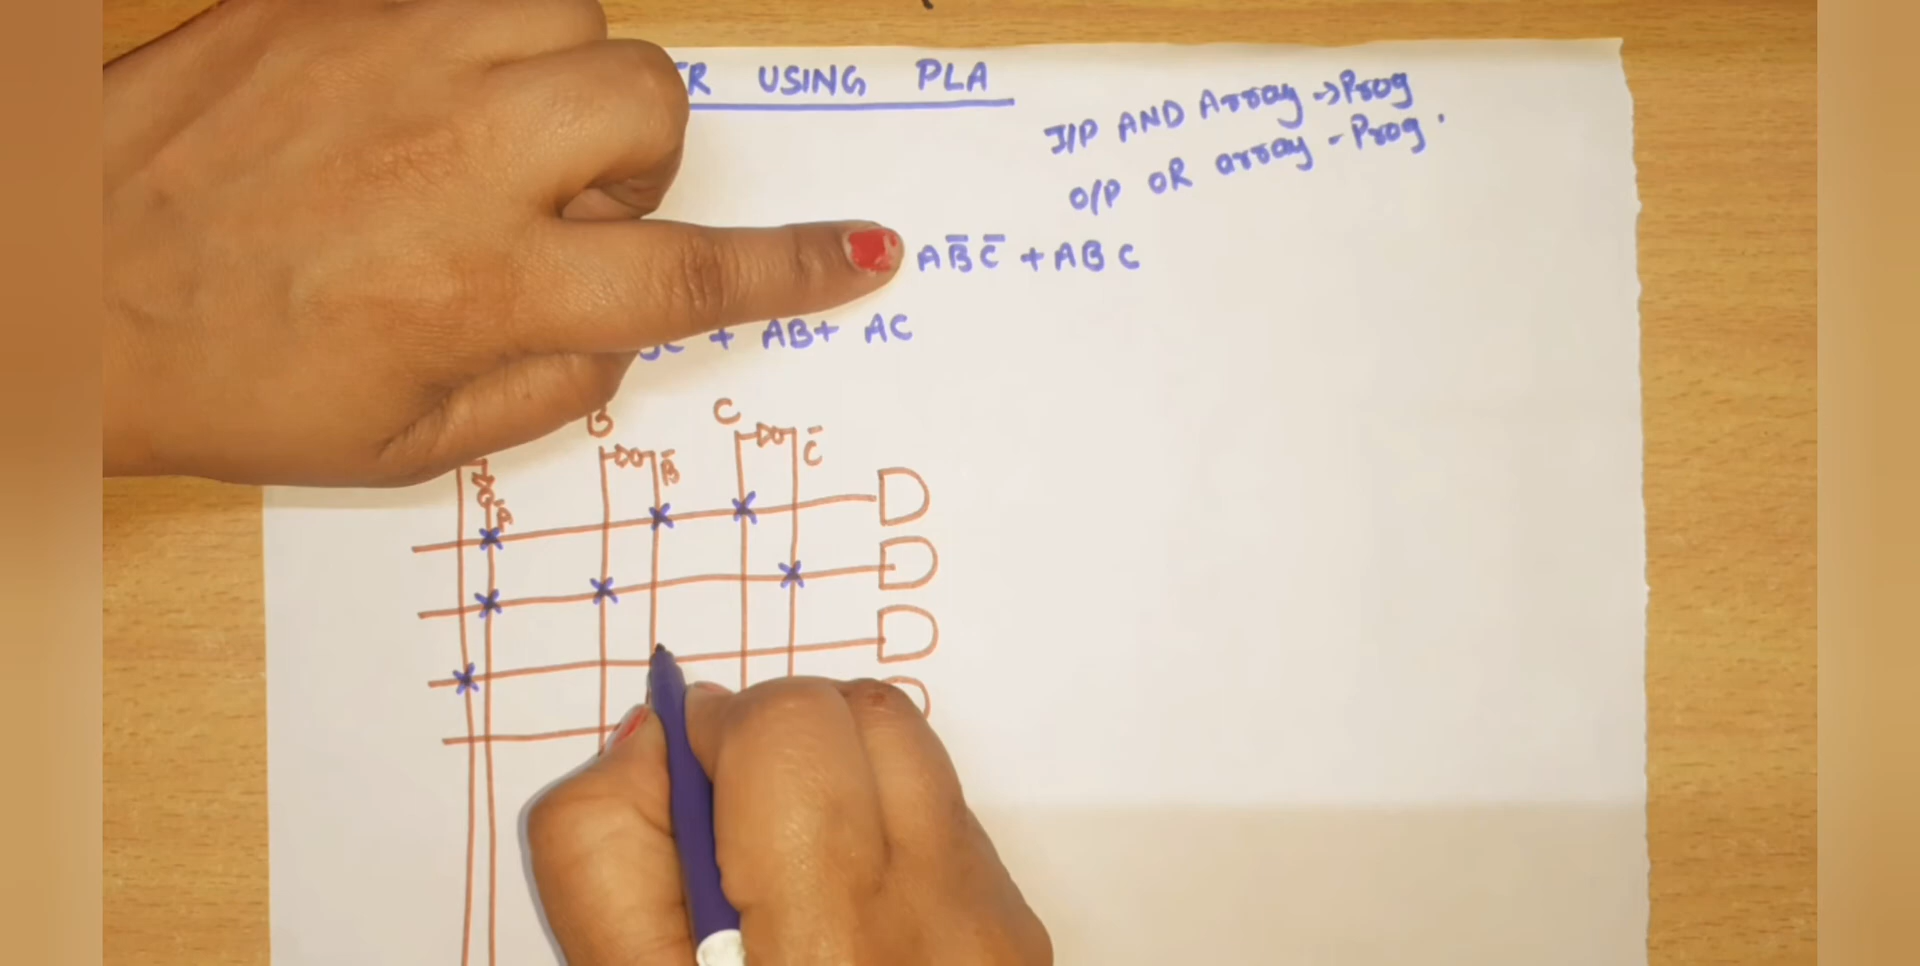 USING PLA
I/P AND Array → Prog
O/P OR array - Prog.
AB̅C̅ + ABC
+ AB + AC
B
C
B̅
C̅